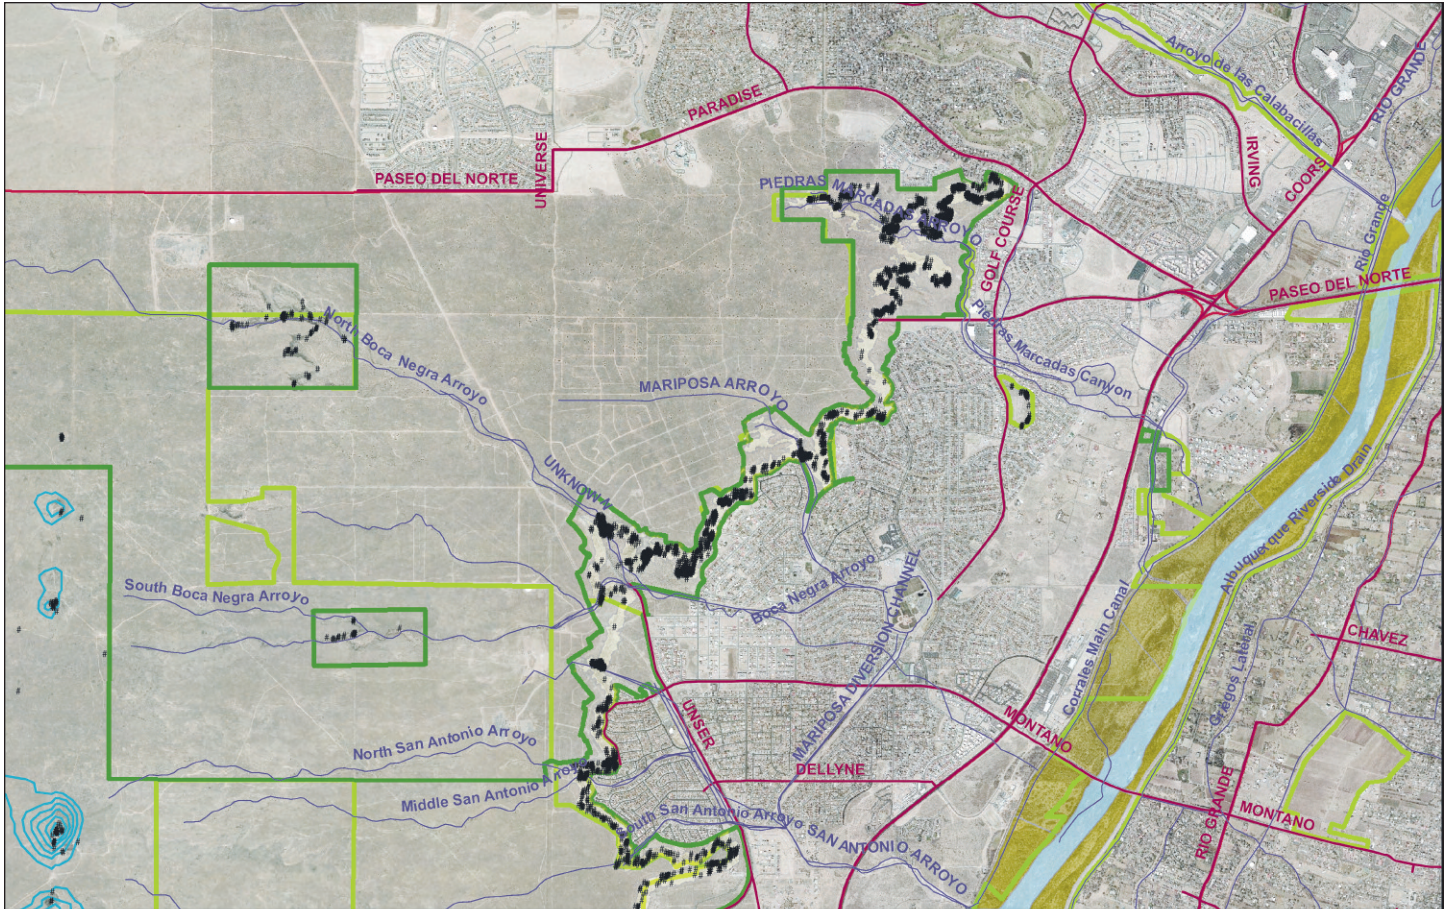 Arroyo de las Calabacillas
RIO GRANDE
PARADISE
IRVING
COORS
PASEO DEL NORTE
UNIVERSE
PIEDRAS MARCADAS ARROYO
GOLF COURSE
Rio Grande
PASEO DEL NORTE
North Boca Negra Arroyo
Piedras Marcadas Canyon
MARIPOSA ARROYO
UNKNOWN
Albuquerque Riverside Drain
South Boca Negra Arroyo
Boca Negra Arroyo
MARIPOSA DIVERSION CHANNEL
Corrales Main Canal
Griegos Lateral
CHAVEZ
UNSER
MONTANO
North San Antonio Arroyo
DELLYNE
Middle San Antonio Arroyo
South San Antonio Arroyo
SAN ANTONIO ARROYO
RIO GRANDE
MONTANO